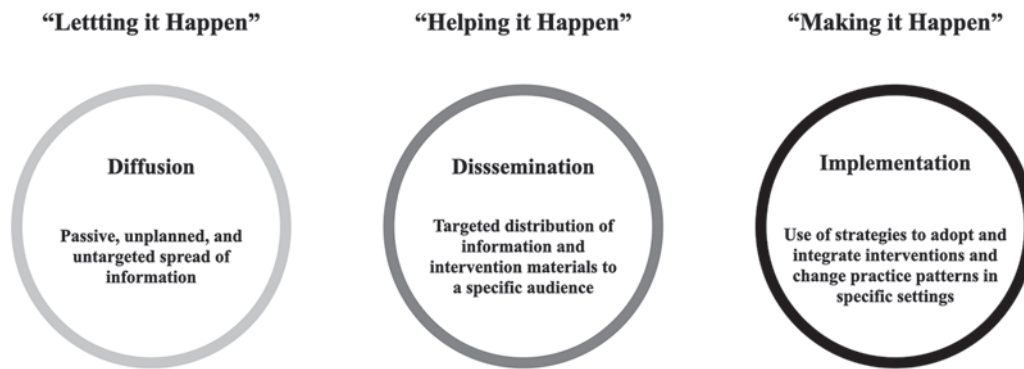 “Lettting it Happen”
“Helping it Happen”
“Making it Happen”
Diffusion
Passive, unplanned, and
untargeted spread of
information
Disssemination
Targeted distribution of
information and
intervention materials to
a specific audience
Implementation
Use of strategies to adopt and
integrate interventions and
change practice patterns in
specific settings